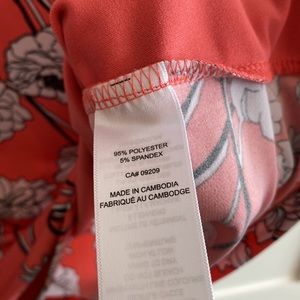 95% POLYESTER
5% SPANDEX
CA# 09209
MADE IN CAMBODIA
FABRIQUÉ AU CAMBODGE